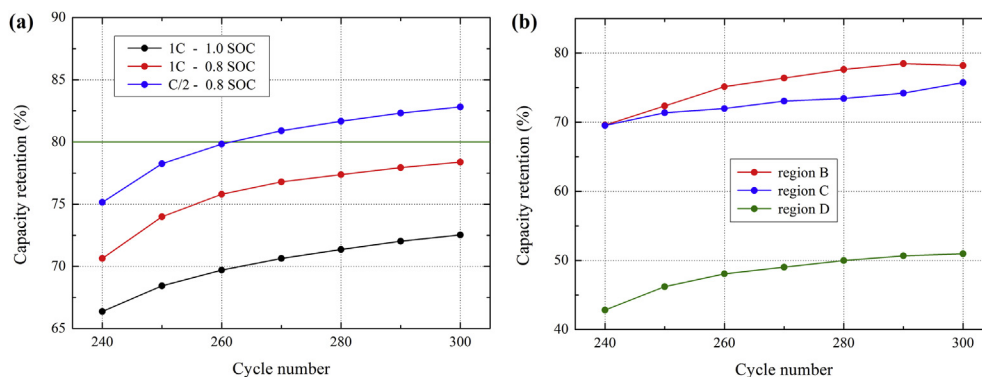 (a)
90
85
80
75
70
65
Capacity retention (%)
1C - 1.0 SOC
1C - 0.8 SOC
C/2 - 0.8 SOC
240
260
280
300
Cycle number
(b)
80
70
60
50
40
Capacity retention (%)
region B
region C
region D
240
260
280
300
Cycle number